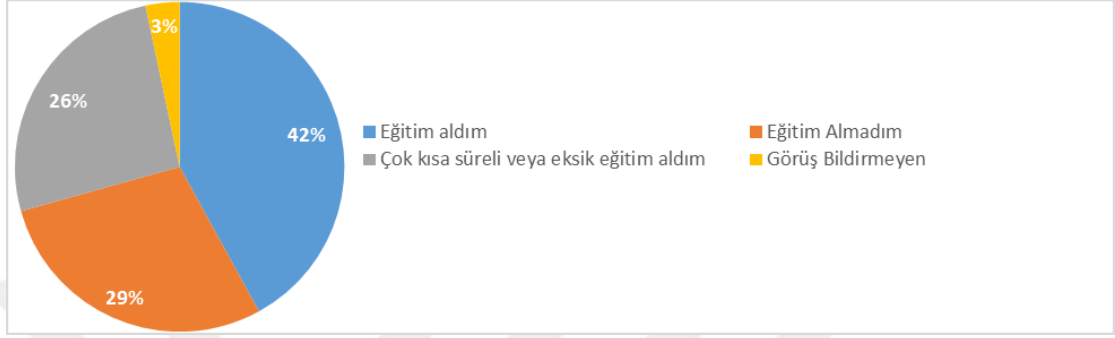 3%
26%
42%
29%
Eğitim aldım
Eğitim Almadım
Çok kısa süreli veya eksik eğitim aldım
Görüş Bildirmeyen